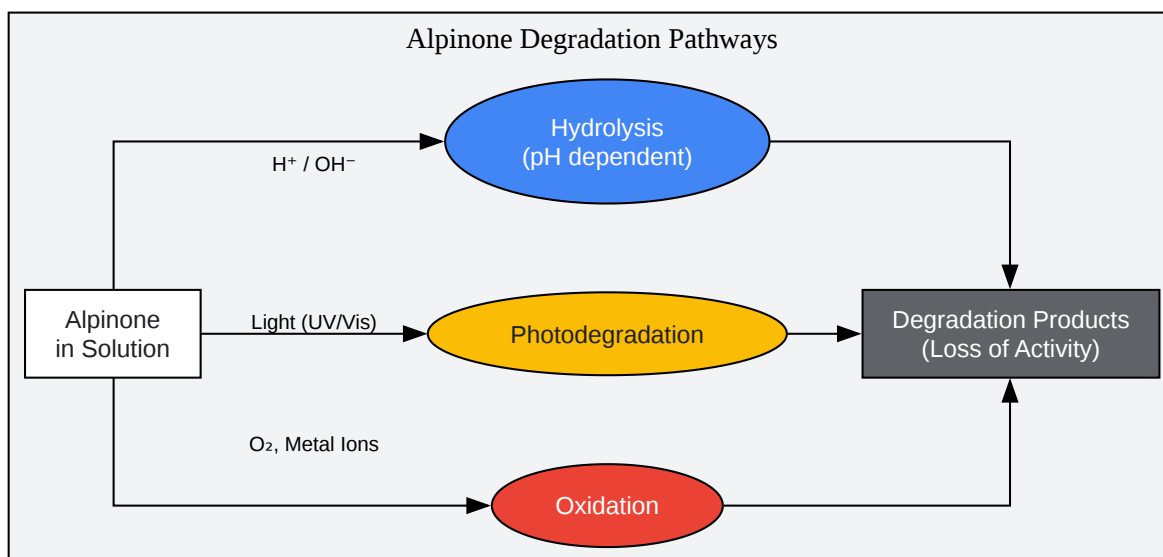 Alpinone Degradation Pathways
Hydrolysis
(pH dependent)
H⁺ / OH⁻
Alpinone
in Solution
Light (UV/Vis)
Photodegradation
Degradation Products
(Loss of Activity)
O₂, Metal Ions
Oxidation